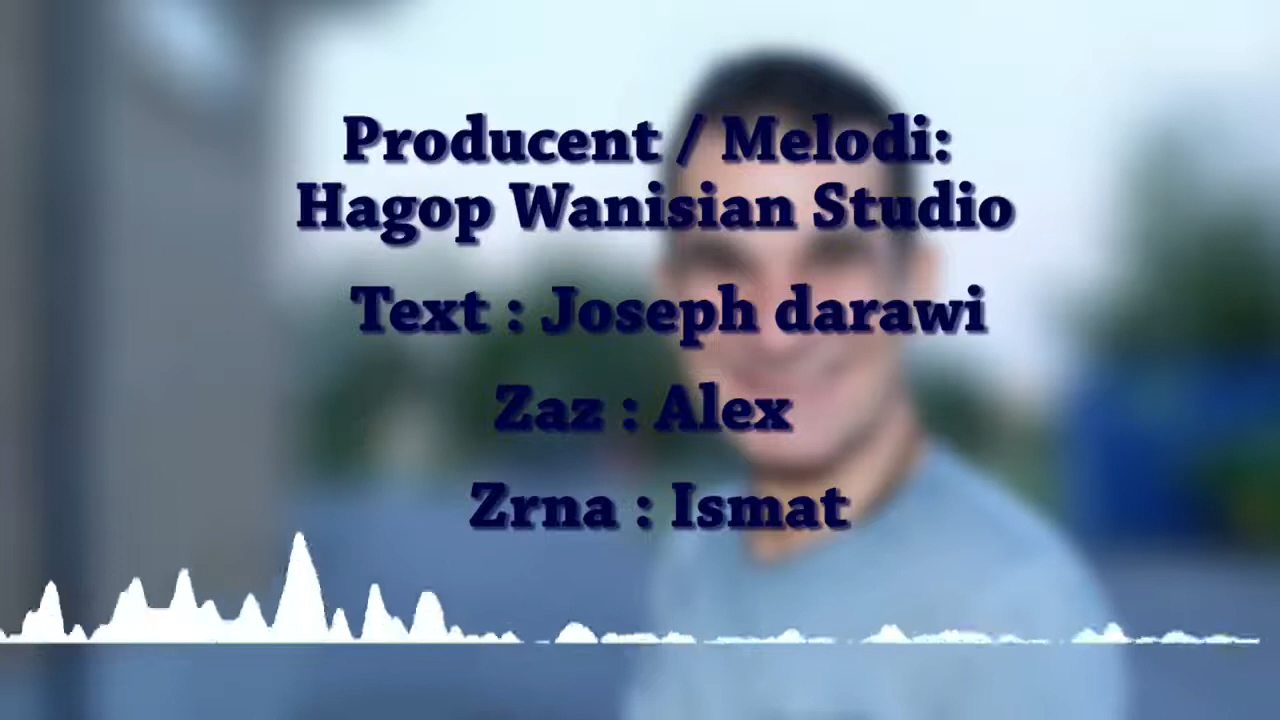 Producent / Melodi:
Hagop Wanisian Studio
Text : Joseph darawi
Zaz : Alex
Zrna : Ismat